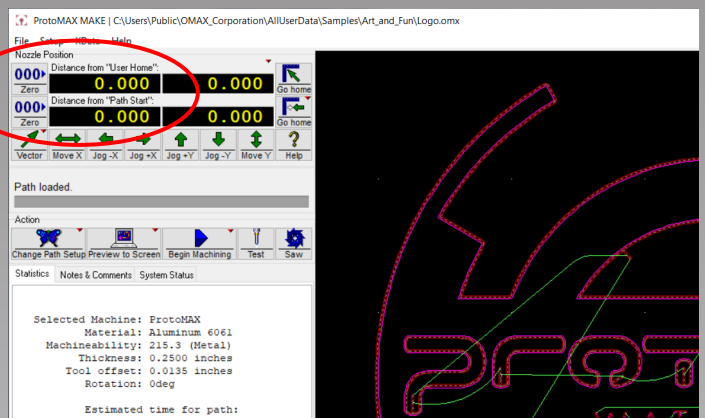 ProtoMAX MAKE | C:\Users\Public\OMAX_Corporation\AllUserData\Samples\Art_and_Fun\Logo.omx
File Setup XData Help
Nozzle Position
Distance from "User Home":
000 0.000 0.000
Zero Go home
Distance from "Path Start":
000 0.000 0.000
Zero Go home
?
Vector Move X Jog -X Jog +X Jog +Y Jog -Y Move Y Help
Path loaded.
Action
Change Path Setup Preview to Screen Begin Machining Test Saw
Statistics Notes & Comments System Status
Selected Machine: ProtoMAX
Material: Aluminum 6061
Machineability: 215.3 (Metal)
Thickness: 0.2500 inches
Tool offset: 0.0135 inches
Rotation: 0deg
Estimated time for path: